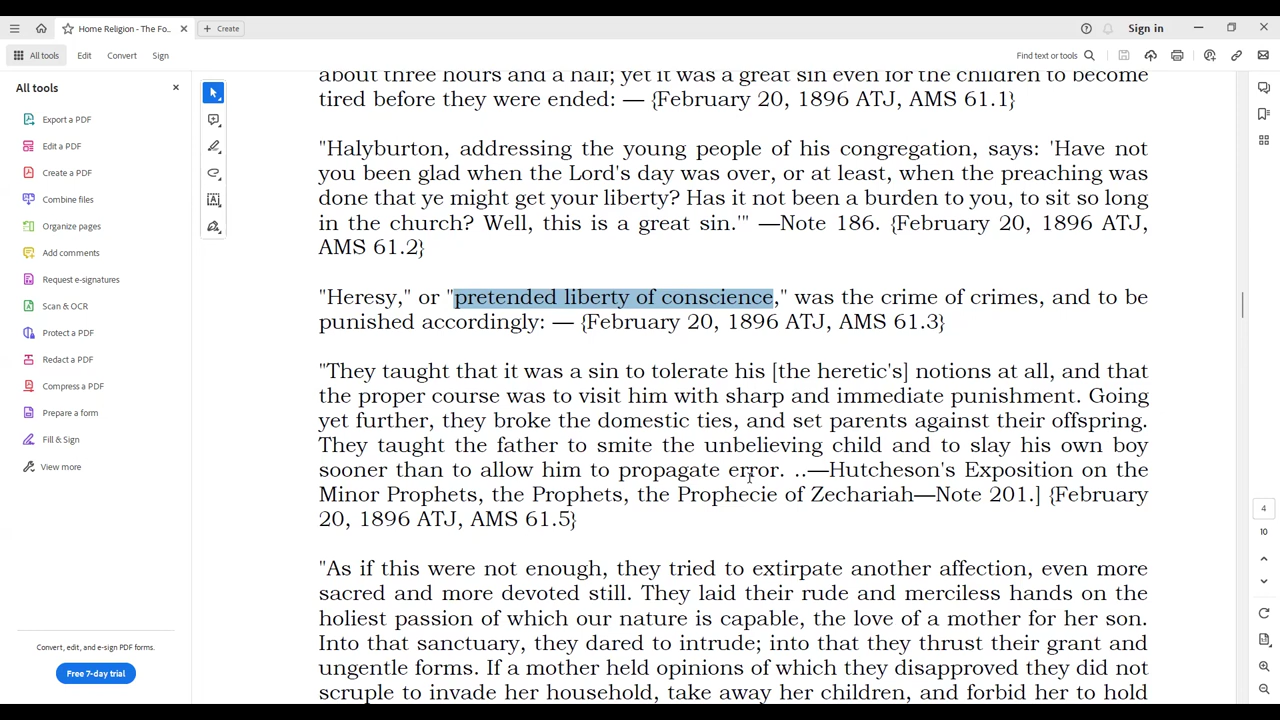 Home Religion - The Fo..
Create
Sign in
All tools
Edit
Convert
Sign
Find text or tools
All tools
Export a PDF
Edit a PDF
Create a PDF
Combine files
Organize pages
Add comments
Request e-signatures
Scan & OCR
Protect a PDF
Redact a PDF
Compress a PDF
Prepare a form
Fill & Sign
View more
Convert, edit, and e-sign PDF forms.
Free 7-day trial
about three hours and a half; yet it was a great sin even for the children to become
tired before they were ended: — {February 20, 1896 ATJ, AMS 61.1}
"Halyburton, addressing the young people of his congregation, says: 'Have not
you been glad when the Lord's day was over, or at least, when the preaching was
done that ye might get your liberty? Has it not been a burden to you, to sit so long
in the church? Well, this is a great sin.'" —Note 186. {February 20, 1896 ATJ,
AMS 61.2}
"Heresy," or "pretended liberty of conscience," was the crime of crimes, and to be
punished accordingly: — {February 20, 1896 ATJ, AMS 61.3}
"They taught that it was a sin to tolerate his [the heretic's] notions at all, and that
the proper course was to visit him with sharp and immediate punishment. Going
yet further, they broke the domestic ties, and set parents against their offspring.
They taught the father to smite the unbelieving child and to slay his own boy
sooner than to allow him to propagate error. ..—Hutcheson's Exposition on the
Minor Prophets, the Prophets, the Prophecie of Zechariah—Note 201.] {February
20, 1896 ATJ, AMS 61.5}
"As if this were not enough, they tried to extirpate another affection, even more
sacred and more devoted still. They laid their rude and merciless hands on the
holiest passion of which our nature is capable, the love of a mother for her son.
Into that sanctuary, they dared to intrude; into that they thrust their grant and
ungentle forms. If a mother held opinions of which they disapproved they did not
scruple to invade her household, take away her children, and forbid her to hold
4
10